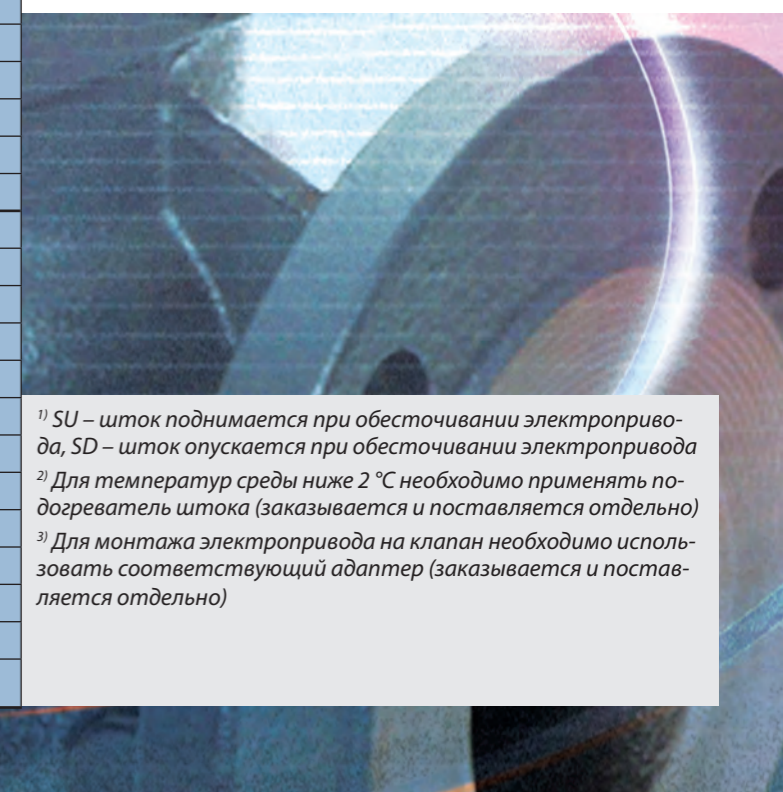 1) SU – шток поднимается при обесточивании электроприво-
да, SD – шток опускается при обесточивании электропривода
2) Для температур среды ниже 2 °С необходимо применять по-
догреватель штока (заказывается и поставляется отдельно)
3) Для монтажа электропривода на клапан необходимо исполь-
зовать соответствующий адаптер (заказывается и постав-
ляется отдельно)